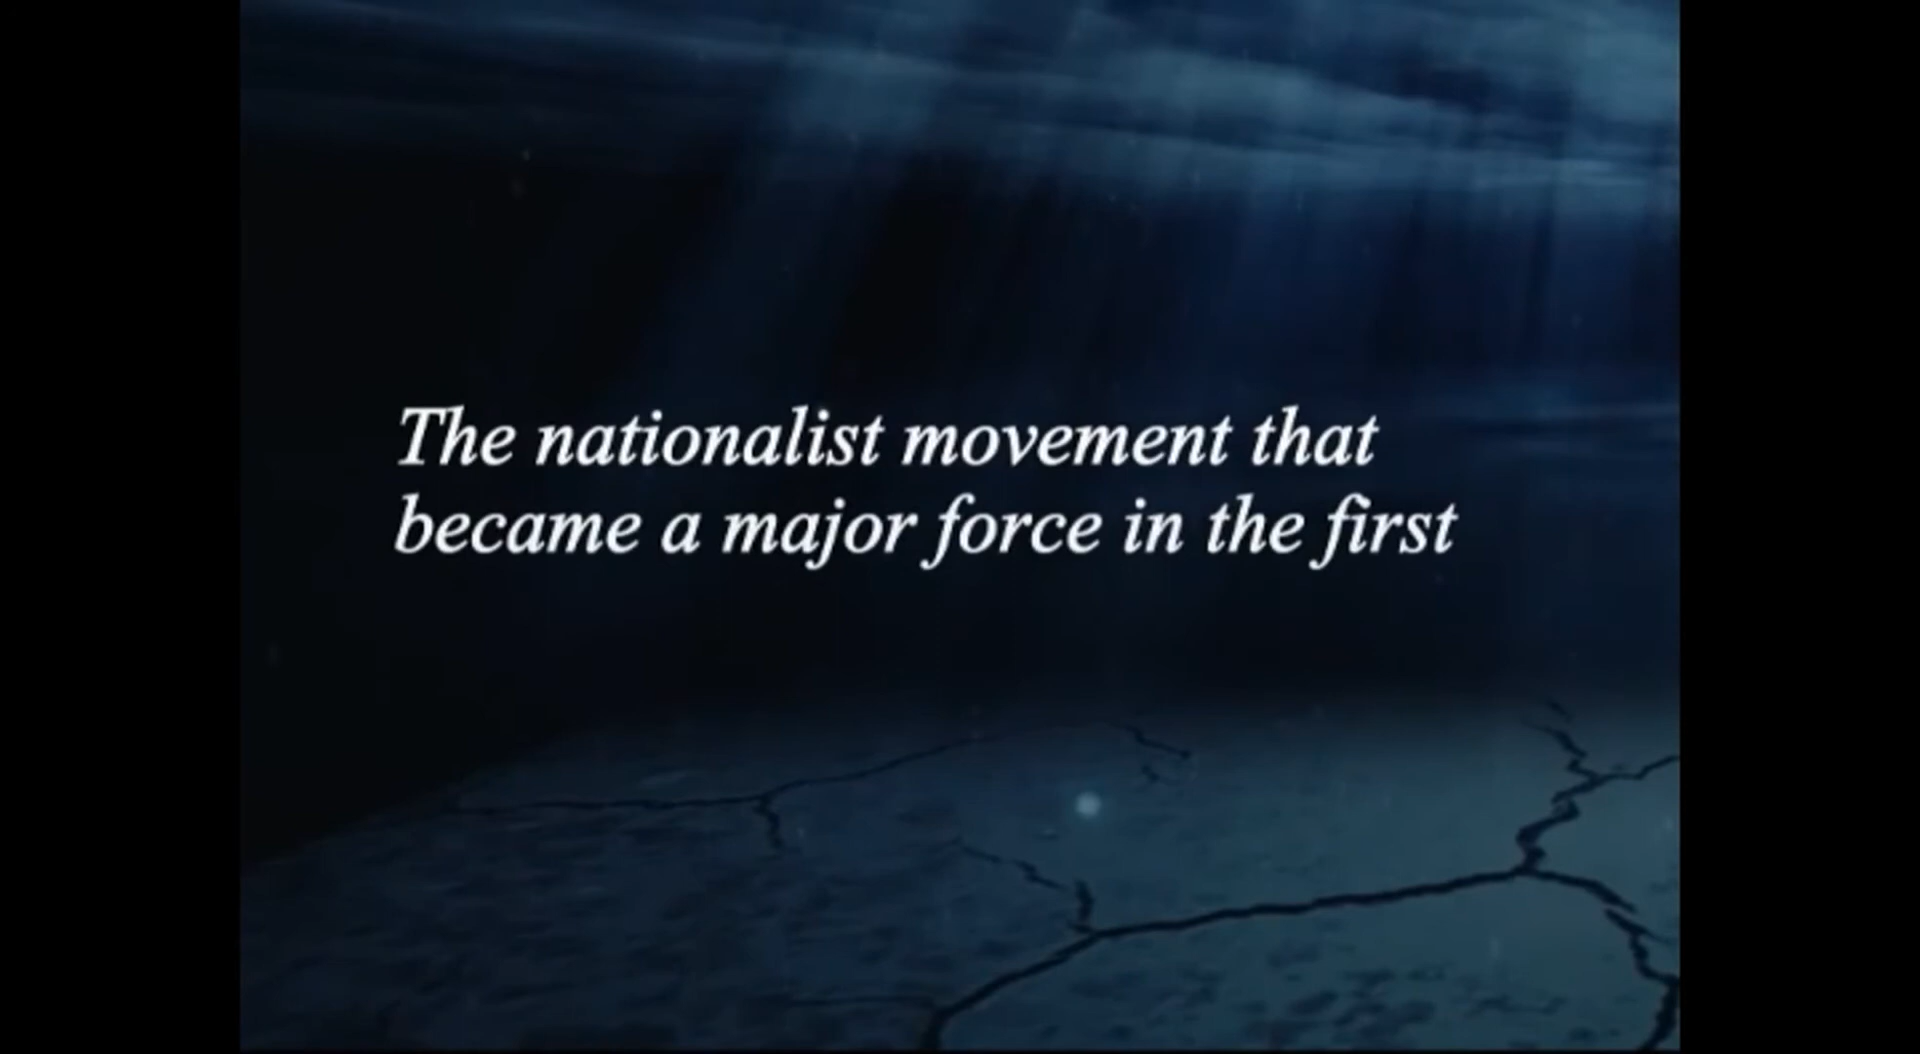 The nationalist movement that
became a major force in the first